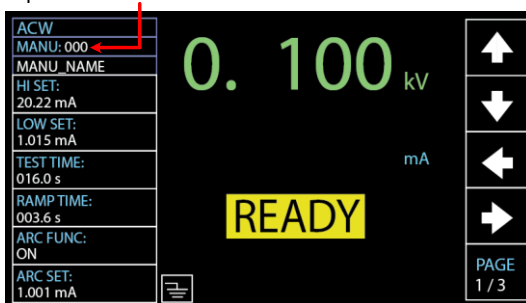 ACW
MANU: 000
MANU_NAME
HI SET:
20.22 mA
LOW SET:
1.015 mA
TEST TIME:
016.0 s
RAMP TIME:
003.6 s
ARC FUNC:
ON
ARC SET:
1.001 mA
0. 100 kV
mA
READY
PAGE
1 / 3